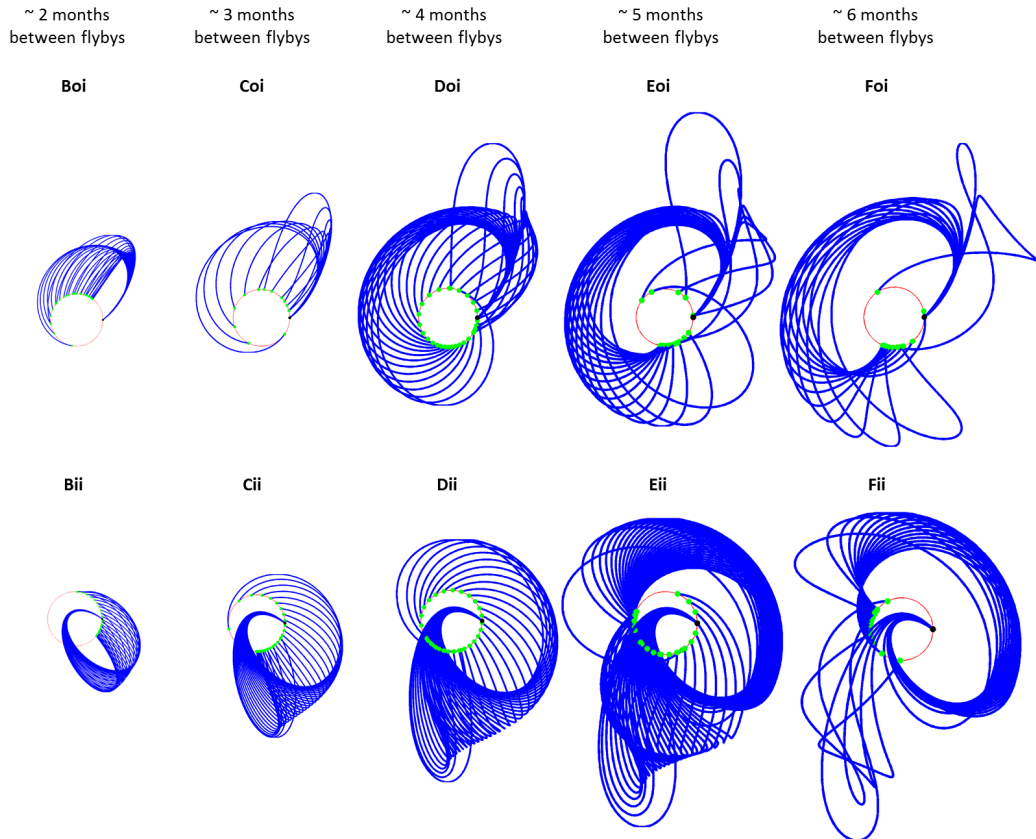 ~ 2 months
between flybys
~ 3 months
between flybys
~ 4 months
between flybys
~ 5 months
between flybys
~ 6 months
between flybys
Boi
Coi
Doi
Eoi
Foi
Bii
Cii
Dii
Eii
Fii